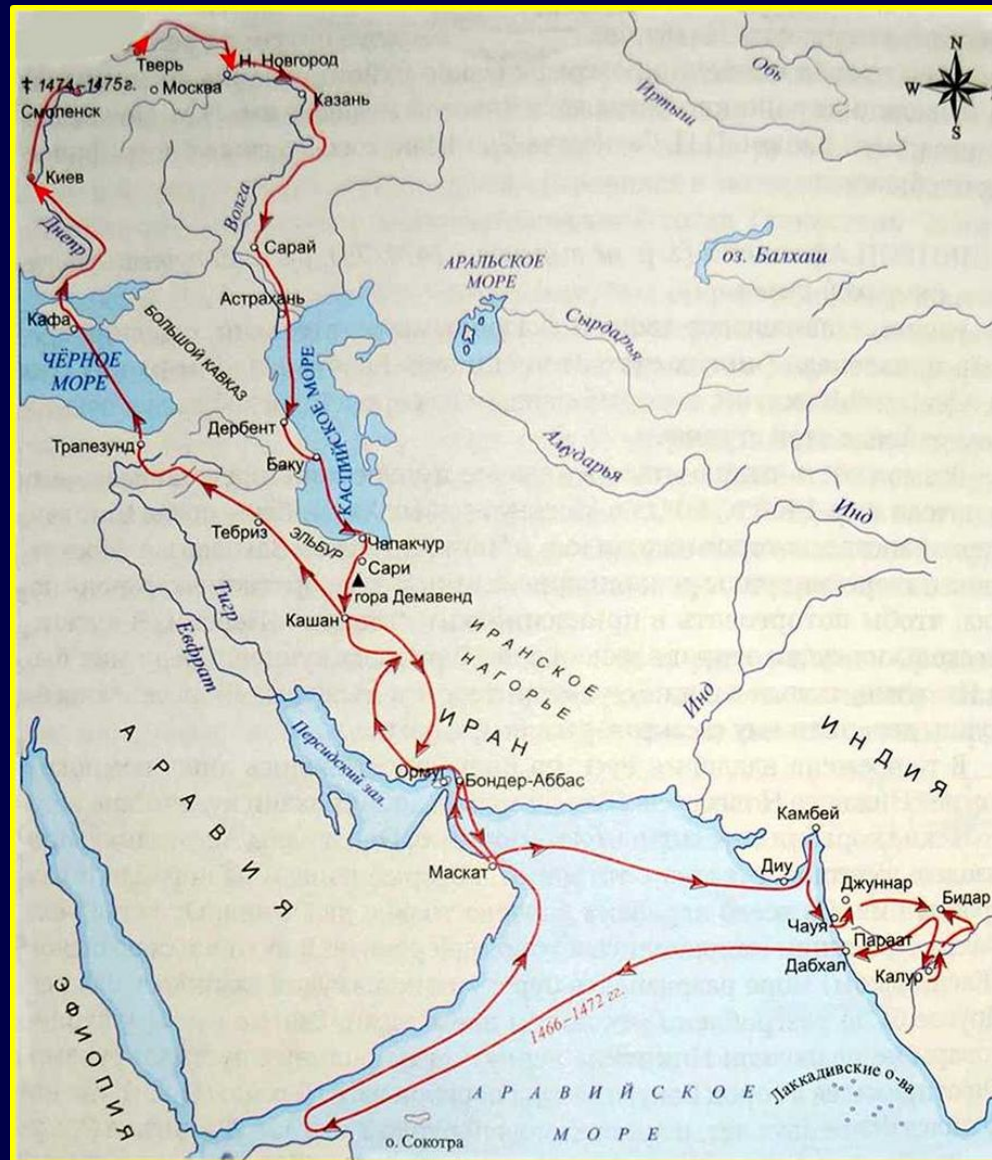 N
W
S
Тверь
Н. Новгород
Москва
Казань
† 1474–1475г.
Смоленск
Киев
Днепр
Волга
Сарай
Обь
Иртыш
оз. Балхаш
АРАЛЬСКОЕ
МОРЕ
Сырдарья
Амударья
Астрахань
Кафа
ЧЁРНОЕ
МОРЕ
БОЛЬШОЙ КАВКАЗ
КАСПИЙСКОЕ МОРЕ
Дербент
Баку
Трапезунд
Тебриз
ЭЛЬБУР
Чапакчур
Сари
гора Демавенд
Кашан
Тигр
Евфрат
ИРАНСКОЕ
НАГОРЬЕ
ИРАН
Инд
Инд
ИНДИЯ
Персидский зал.
Ормуз
Бондер-Аббас
Маскат
АРАВИЯ
ЭФИОПИЯ
Камбей
Диу
Джуннар
Бидар
Чауя
Параат
Дабхал
Калур
1466–1472 гг.
АРАВИЙСКОЕ
МОРЕ
Лаккадивские о-ва
о. Сокотра